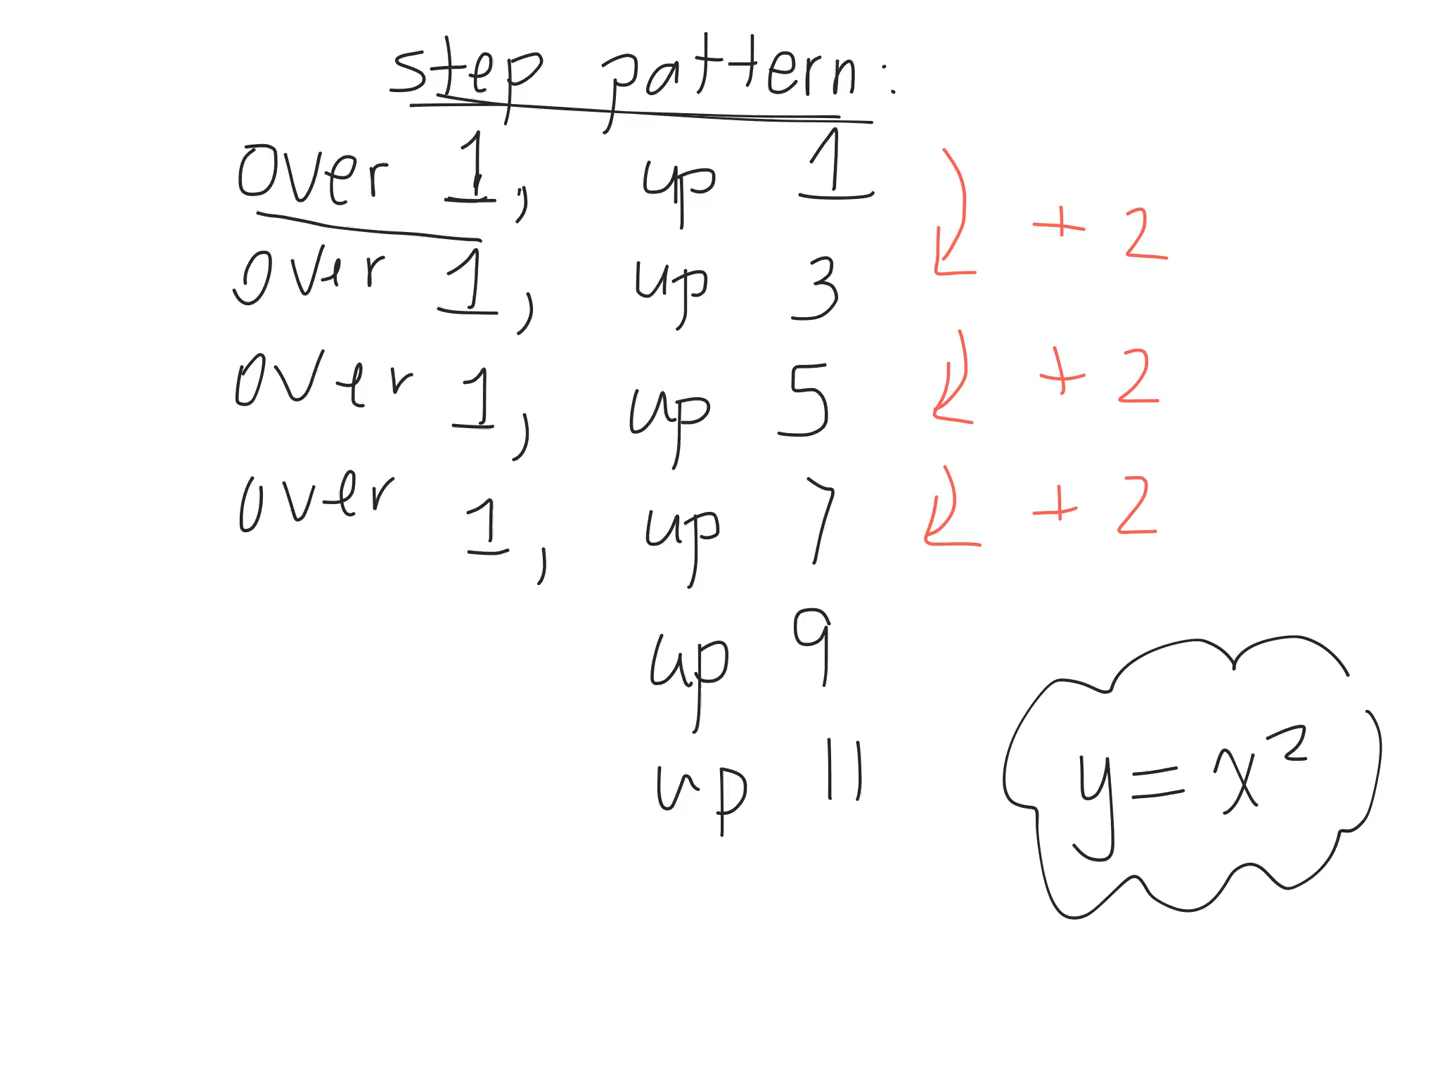 step pattern:
over 1, up 1
+ 2
over 1, up 3
over 1, up 5
+ 2
over 1, up 7
+ 2
up 9
up 11
y = x²